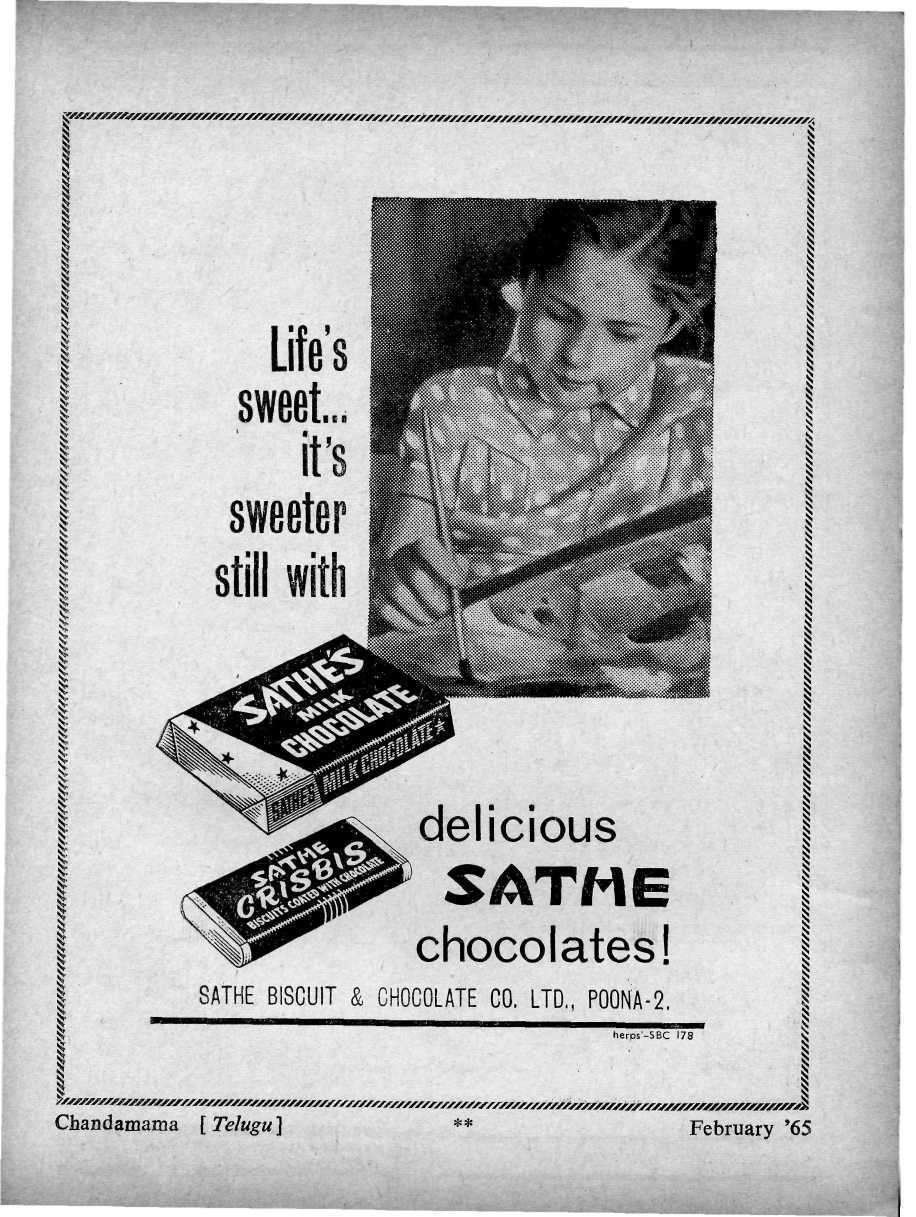 Life's
sweet...
it's
sweeter
still with
SATHE'S
MILK
CHOCOLATE
SATHE'S MILK CHOCOLATE
SATHE
CRISBIS
BISCUITS COATED WITH CHOCOLATE
delicious
SATHE
chocolates!
SATHE BISCUIT & CHOCOLATE CO. LTD., POONA-2.
herps'-SBC 178
Chandamama [Telugu] ** February '65